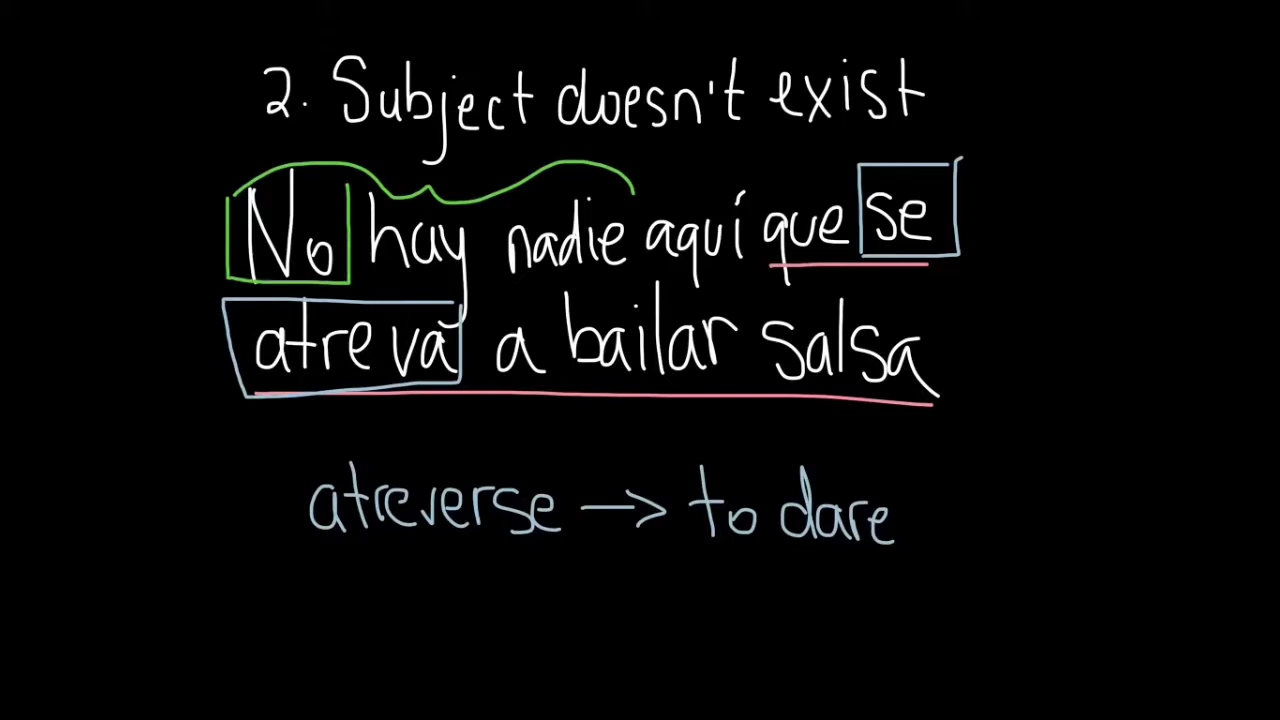 2. Subject doesn't exist
No hay nadie aquí que se
atreva a bailar salsa
atreverse → to dare